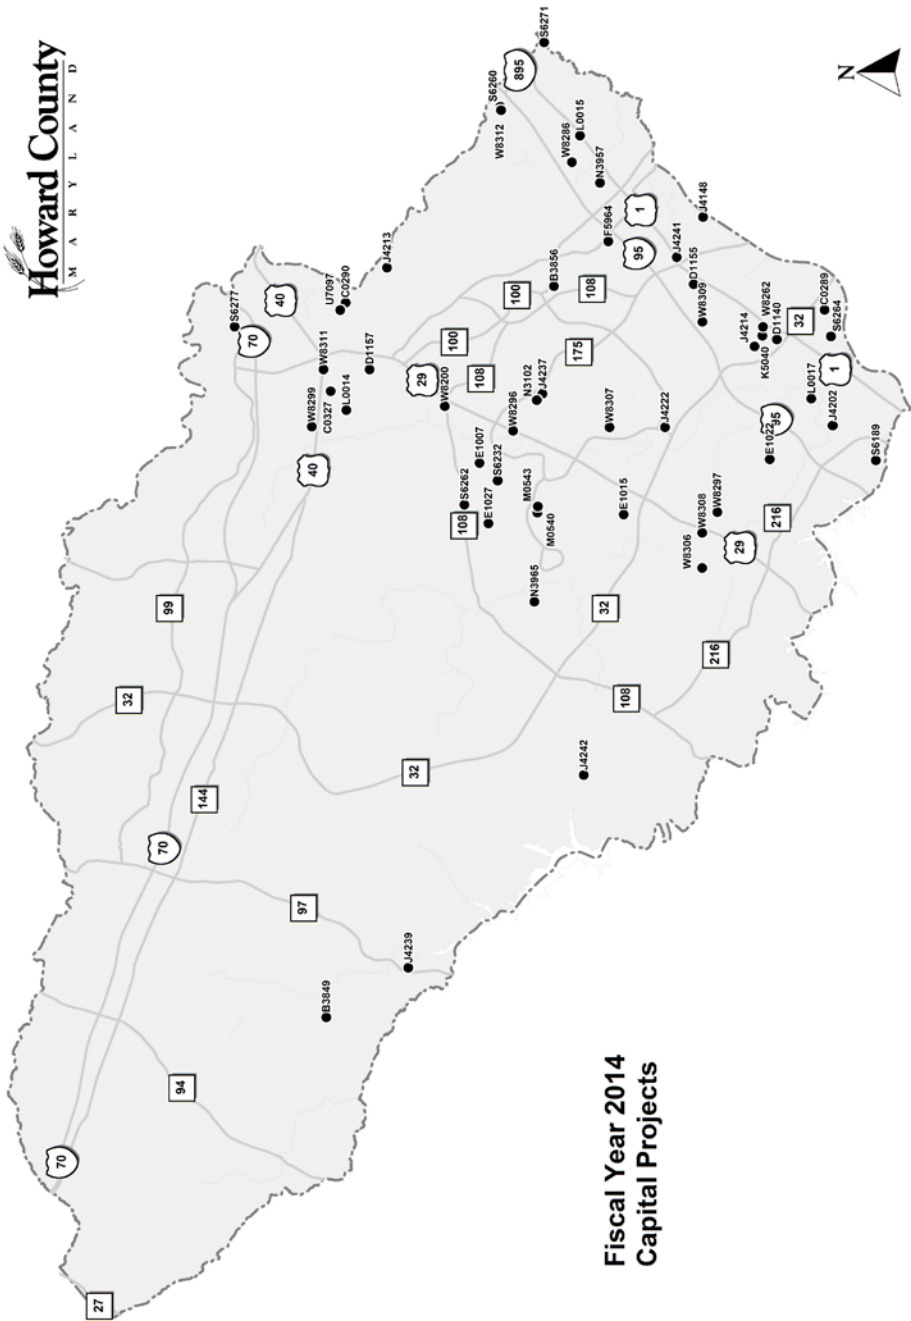 Howard County
MARYLAND
Fiscal Year 2014
Capital Projects
N
27
70
94
B3849
J4239
97
70
144
32
99
32
J4242
108
216
32
N3965
40
W8299
C0327
L0014
W8311
D1157
S6277
70
40
U7097
C0290
J4213
29
W8200
100
108
100
108
B3856
175
S6262
108
E1027
E1007
S6232
W8296
N3102
J4237
M0543
M0540
W8307
E1015
J4222
W8306
W8308
W8297
29
216
E1022
95
S6189
J4202
L0017
1
S6264
C0289
32
J4214
K5040
W8262
D1140
W8309
D1155
J4241
J4148
95
1
F5964
N3957
W8286
L0015
W8312
S6260
895
S6271